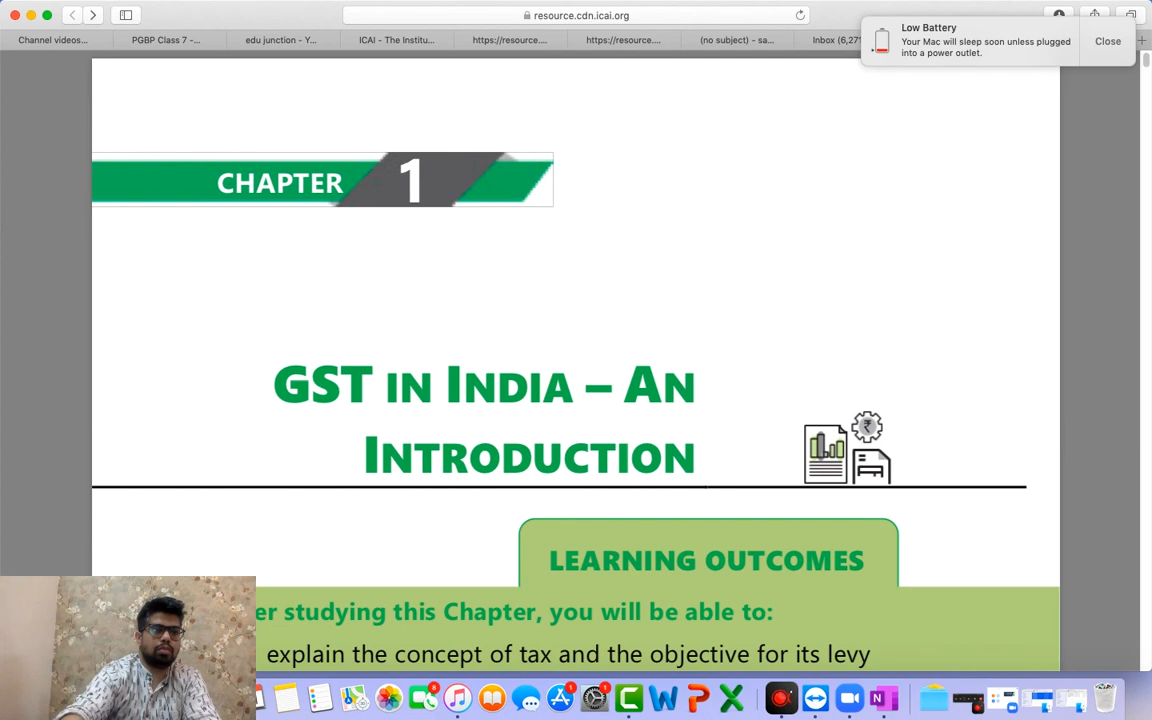 resource.cdn.icai.org
Channel videos...
PGBP Class 7 -...
edu junction - Y...
ICAI - The Institu...
https://resource....
https://resource....
(no subject) - sa...
Inbox (6,271
Low Battery
Your Mac will sleep soon unless plugged
into a power outlet.
Close
CHAPTER 1
GST IN INDIA – AN
INTRODUCTION
₹
LEARNING OUTCOMES
er studying this Chapter, you will be able to:
explain the concept of tax and the objective for its levy